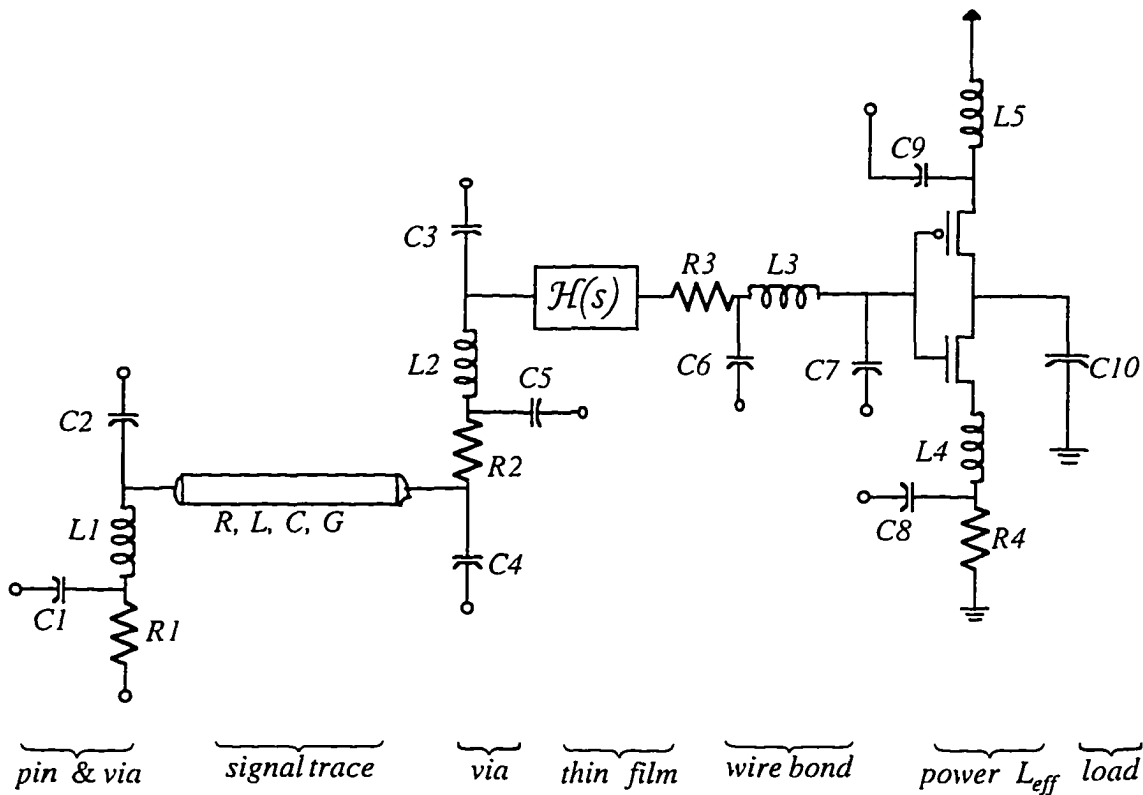 L5
C9
C3
H(s)
R3
L3
L2
C5
C6
C7
C10
C2
R2
L4
R, L, C, G
L1
C4
C8
R4
C1
R1
pin & via
signal trace
via
thin film
wire bond
power Leff
load